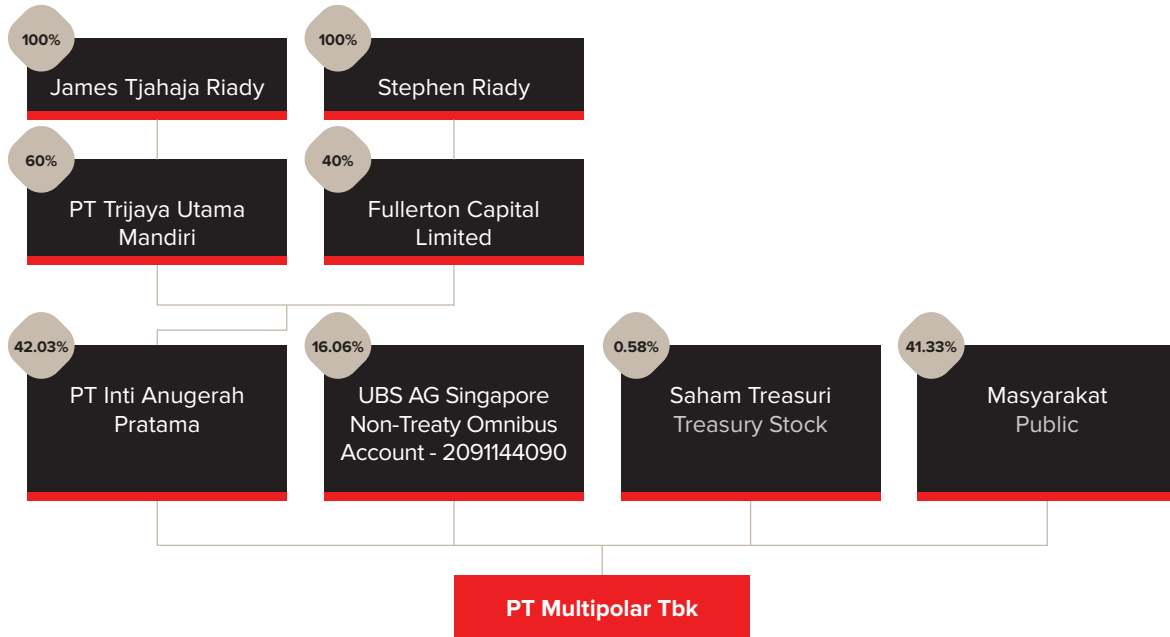 100%
James Tjahaja Riady
100%
Stephen Riady
60%
PT Trijaya Utama
Mandiri
40%
Fullerton Capital
Limited
42.03%
PT Inti Anugerah
Pratama
16.06%
UBS AG Singapore
Non-Treaty Omnibus
Account - 2091144090
0.58%
Saham Treasuri
Treasury Stock
41.33%
Masyarakat
Public
PT Multipolar Tbk